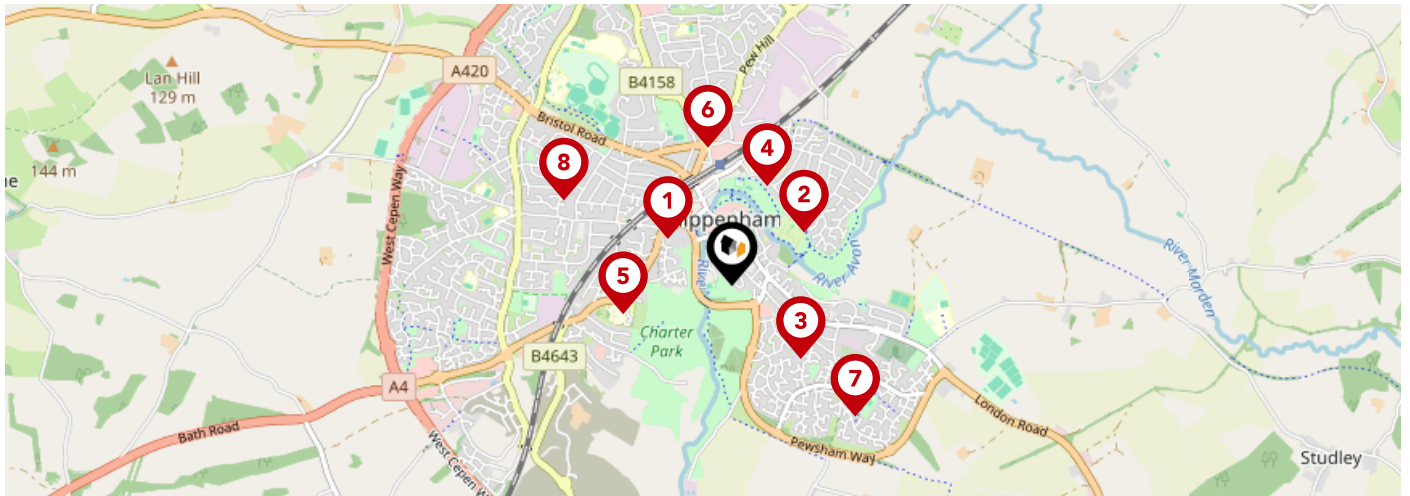 A420
Lan Hill
129 m
B4158
Pew Hill
6
Bristol Road
4
144 m
8
ne
2
1
ippenham
West Cepen Way
River Avon
River Marden
5
3
Charter
Park
B4643
7
A4
London Road
Bath Road
West Cepen W
Pewsham Way
Studley